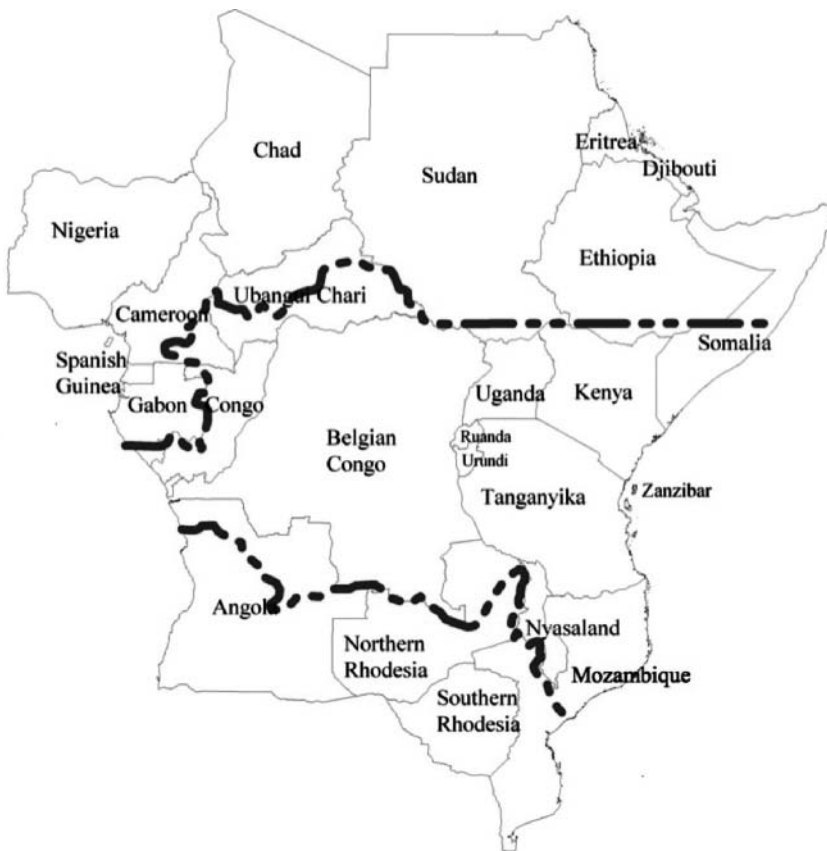 Chad
Eritrea
Sudan
Djibouti
Nigeria
Ethiopia
Ubangui Chari
Cameroon
Somalia
Spanish
Guinea
Uganda
Kenya
Gabon
Congo
Ruanda
Belgian
Congo
Urundi
Tanganyika
Zanzibar
Angola
Nyasaland
Northern
Rhodesia
Mozambique
Southern
Rhodesia